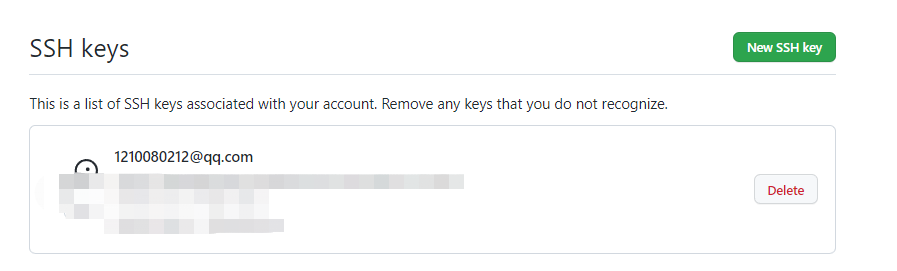 SSH keys
New SSH key
This is a list of SSH keys associated with your account. Remove any keys that you do not recognize.
1210080212@qq.com
Delete